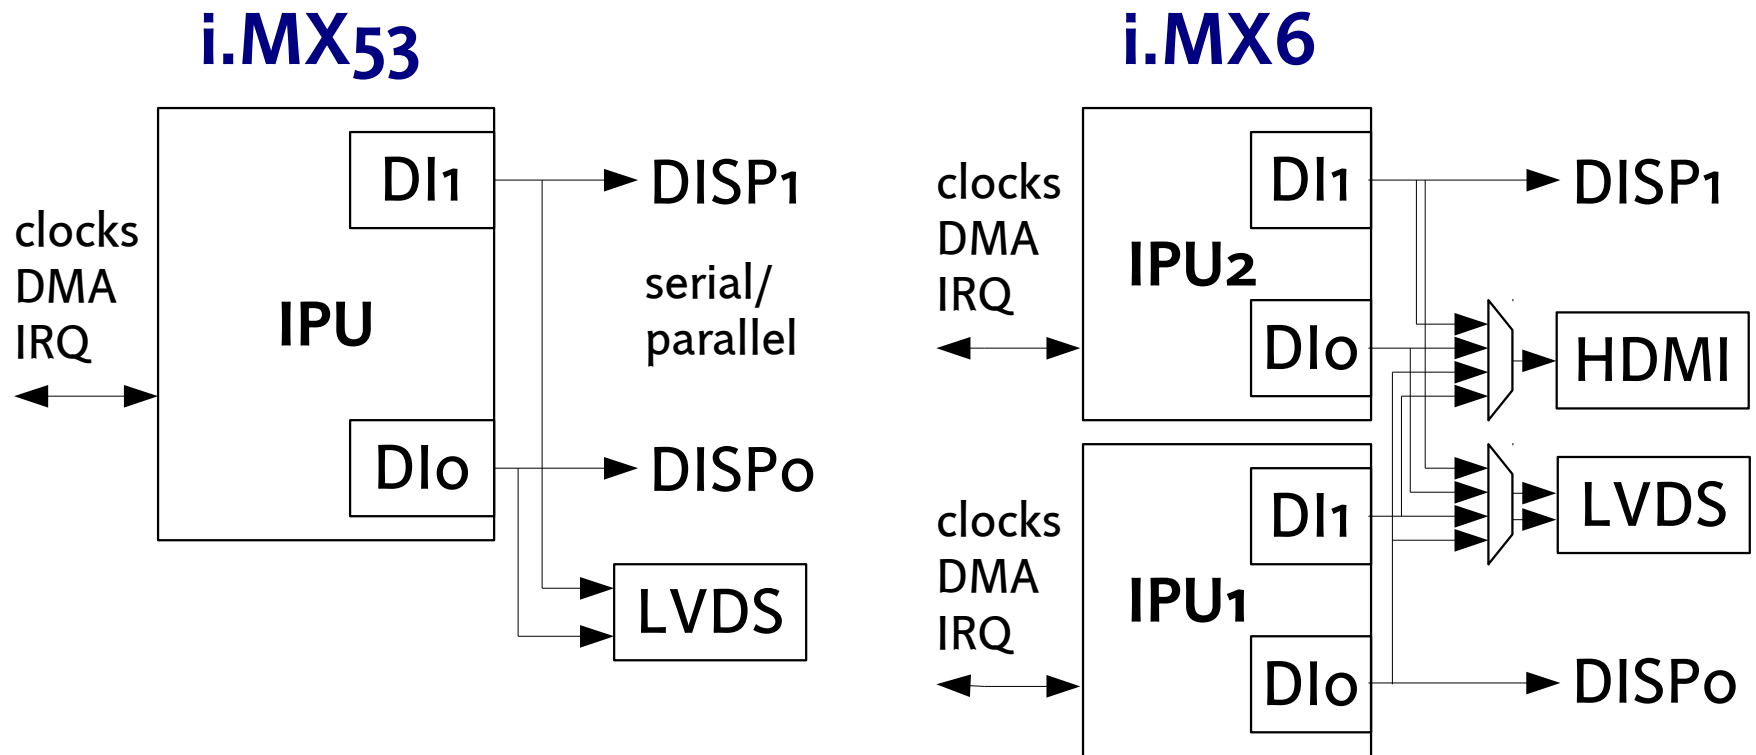 i.MX53
DI1
DISP1
clocks
DMA
IRQ
serial/
parallel
IPU
DI0
DISP0
LVDS
i.MX6
clocks
DMA
IRQ
DI1
DISP1
IPU2
DI0
HDMI
LVDS
clocks
DMA
IRQ
DI1
IPU1
DI0
DISP0